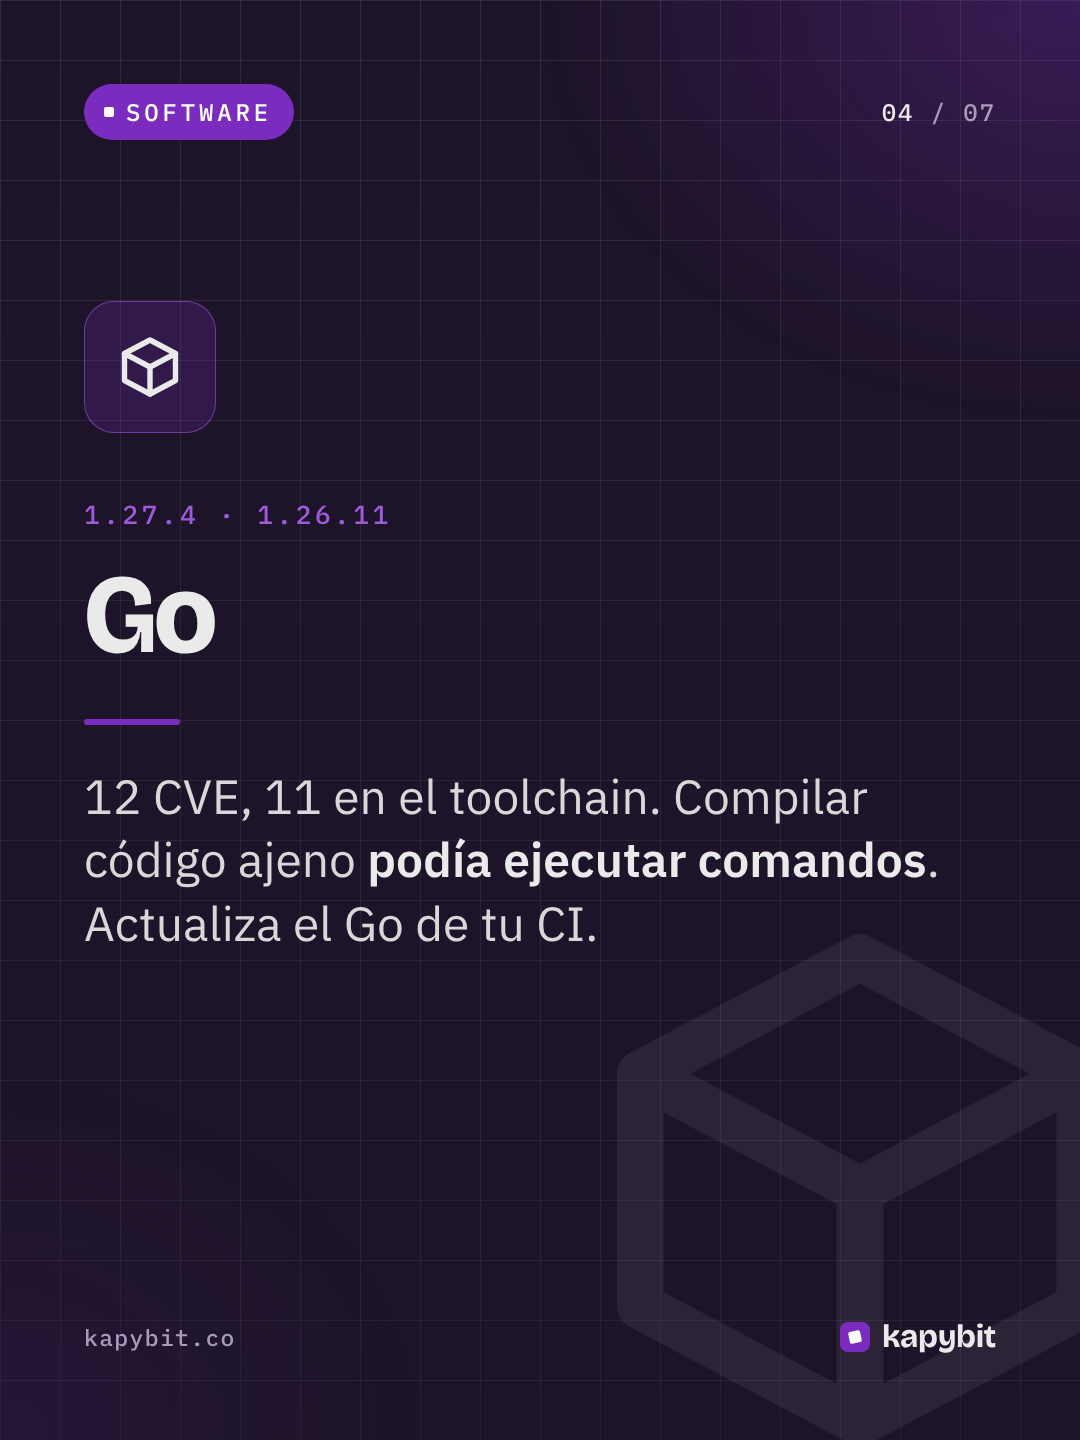 SOFTWARE
04 / 07
1.27.4 · 1.26.11
Go
12 CVE, 11 en el toolchain. Compilar
código ajeno podía ejecutar comandos.
Actualiza el Go de tu CI.
kapybit.co
kapybit